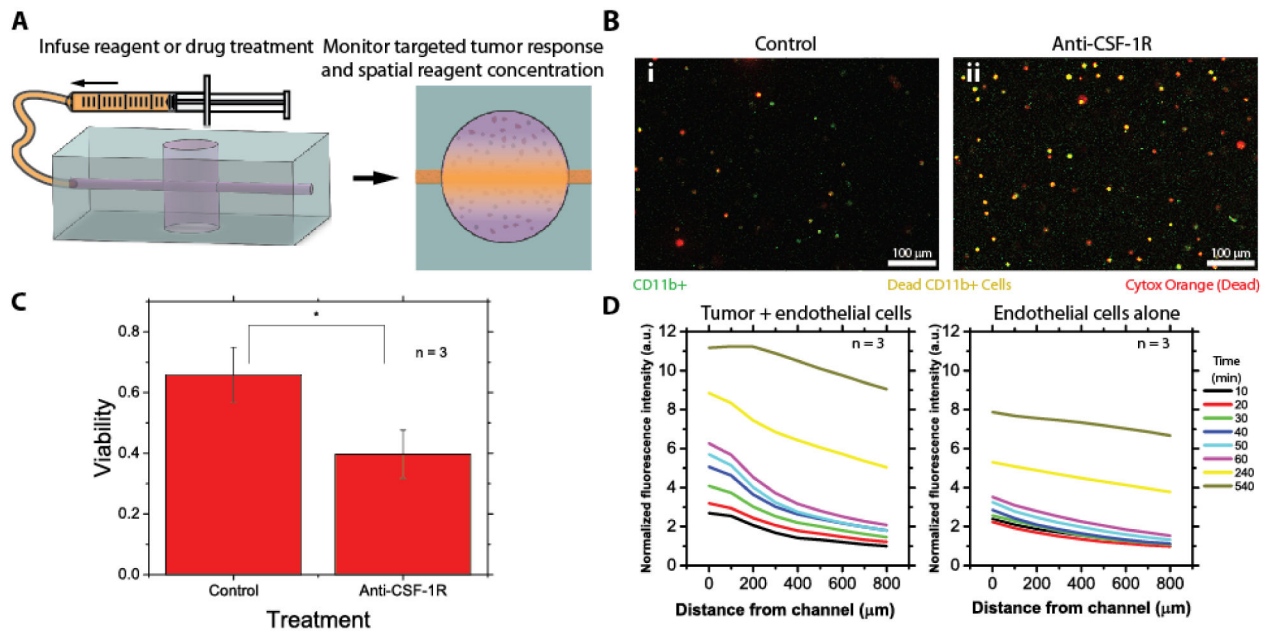 A
Infuse reagent or drug treatment
Monitor targeted tumor response
and spatial reagent concentration
B
Control
Anti-CSF-1R
i
ii
100 μm
100 μm
CD11b+
Dead CD11b+ Cells
Cytox Orange (Dead)
C
0.8
0.6
0.4
0.2
0.0
Viability
*
n = 3
Control
Anti-CSF-1R
Treatment
D
Tumor + endothelial cells
Normalized fluorescence intensity (a.u.)
12
10
8
6
4
2
0
n = 3
0 200 400 600 800
Distance from channel (μm)
Endothelial cells alone
Normalized fluorescence intensity (a.u.)
12
10
8
6
4
2
0
n = 3
0 200 400 600 800
Distance from channel (μm)
Time
(min)
10
20
30
40
50
60
240
540